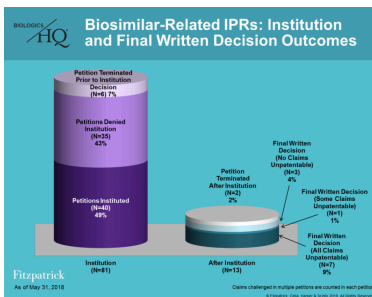 BIOLOGICS
HQ
Biosimilar-Related IPRs: Institution
and Final Written Decision Outcomes
Petition Terminated
Prior to Institution
Decision
(N=6) 7%
Petitions Denied
Institution
(N=35)
43%
Petitions Instituted
(N=40)
49%
Petition
Terminated
After Institution
(N=2)
2%
Final Written
Decision
(No Claims
Unpatentable)
(N=3)
4%
Final Written Decision
(Some Claims
Unpatentable)
(N=1)
1%
Final Written
Decision
(All Claims
Unpatentable)
(N=7)
9%
Institution
(N=81)
After Institution
(N=13)
Fitzpatrick
As of May 31, 2018
Claims challenged in multiple petitions are counted in each petition